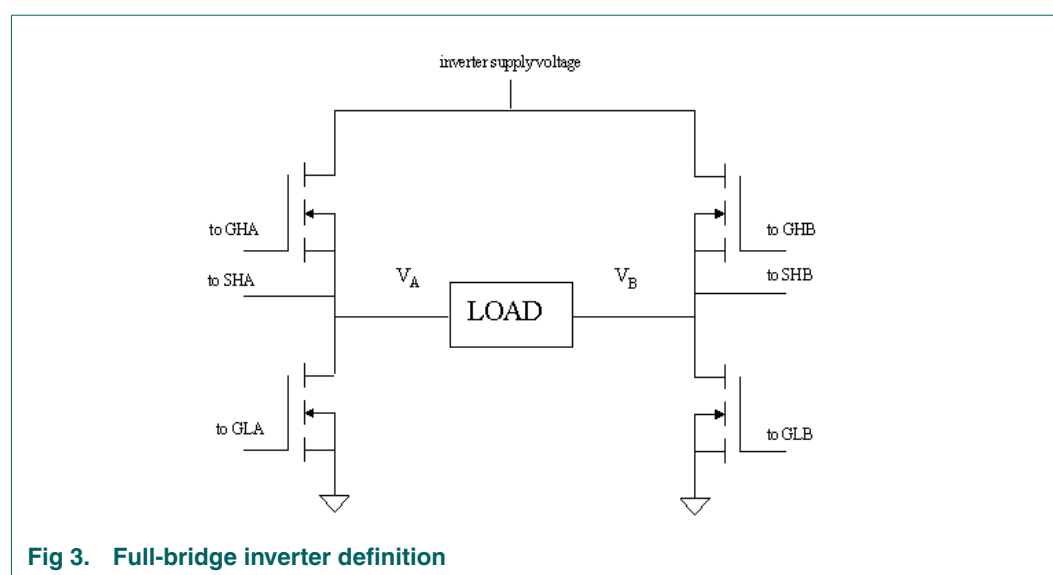 inverter supply voltage
to GHA
to GHB
to SHA
V_A
V_B
to SHB
LOAD
to GLA
to GLB
Fig 3. Full-bridge inverter definition